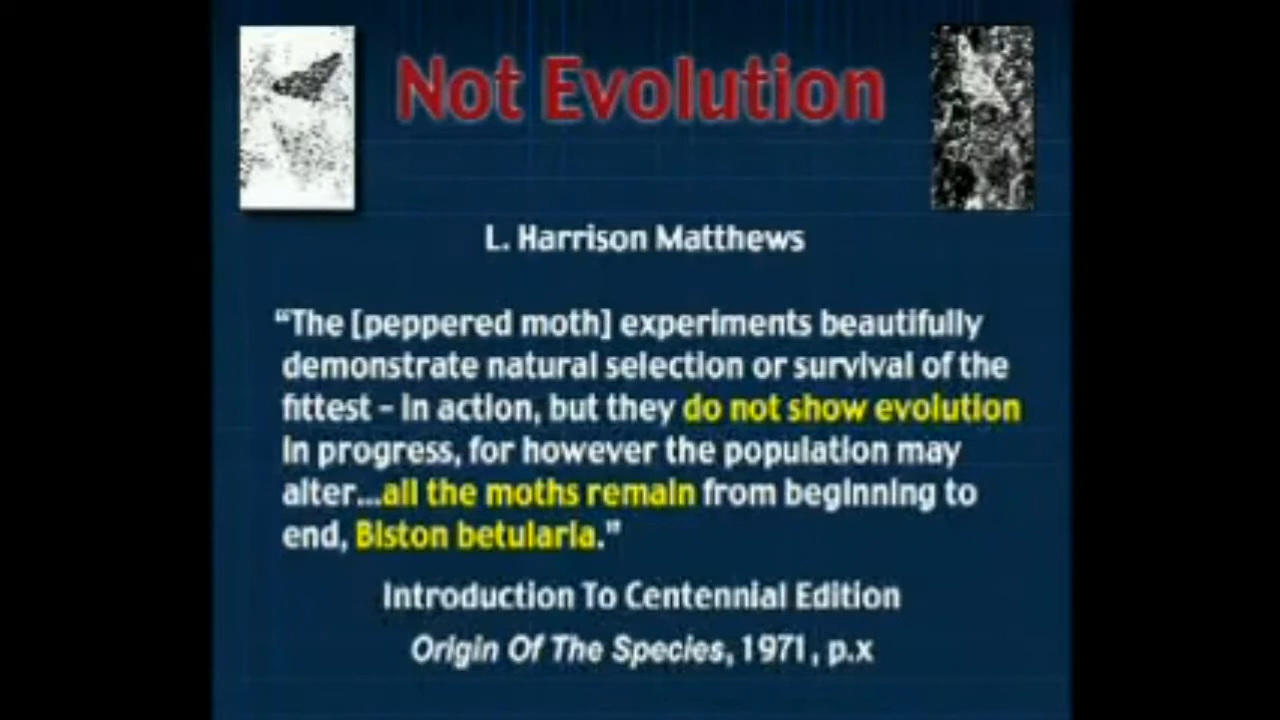 Not Evolution
L. Harrison Matthews
“The [peppered moth] experiments beautifully
demonstrate natural selection or survival of the
fittest – in action, but they do not show evolution
in progress, for however the population may
alter...all the moths remain from beginning to
end, Biston betularia.”
Introduction To Centennial Edition
Origin Of The Species, 1971, p.x